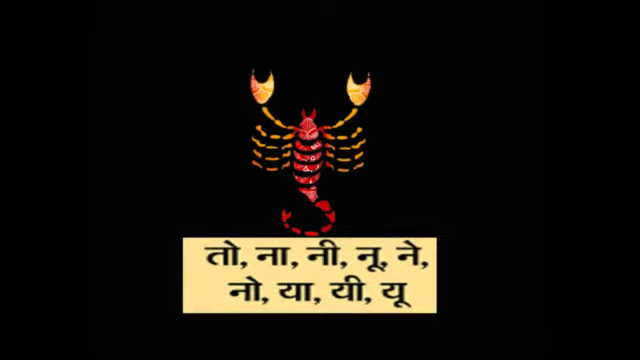 तो, ना, नी, नू, ने,
नो, या, यी, यू